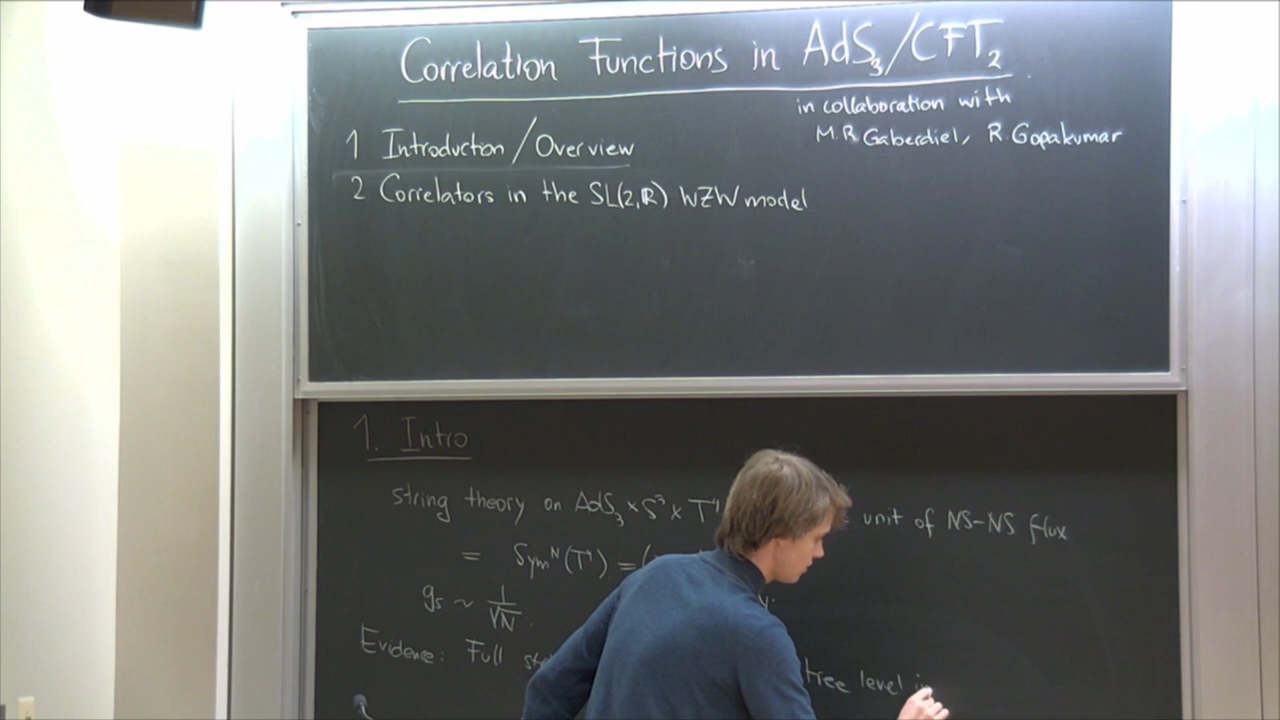 Correlation Functions in AdS₃/CFT₂
in collaboration with
M.R. Gaberdiel, R. Gopakumar
1 Introduction / Overview
2 Correlators in the SL(2,ℝ) WZW model
1. Intro
string theory on AdS₃ × S³ × T⁴ unit of NS-NS flux
= Symᴺ(T⁴) = (
gₛ ~ 1/√N.
Evidence: Full tree level